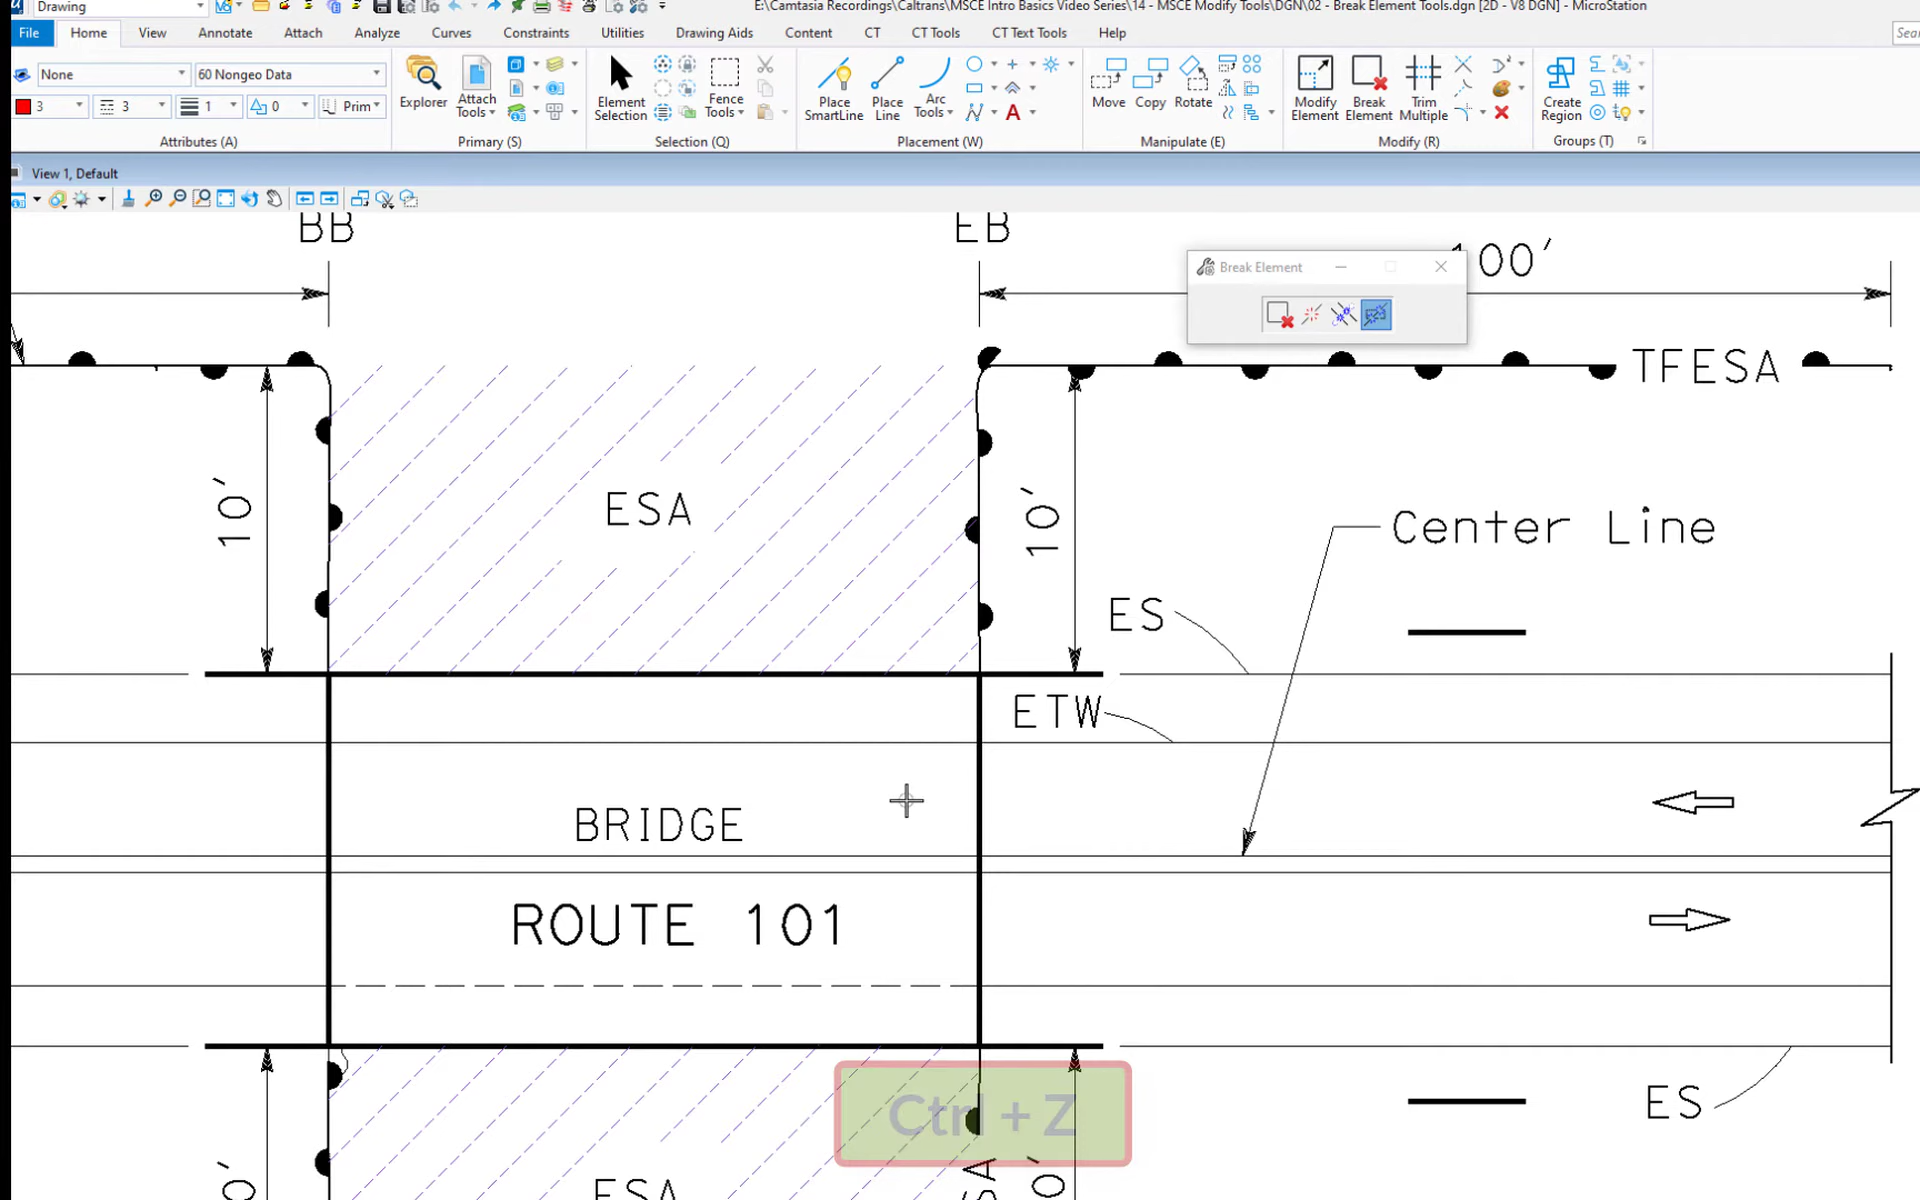 Drawing
E:\Camtasia Recordings\Caltrans\MSCE Intro Basics Video Series\14 - MSCE Modify Tools\DGN\02 - Break Element Tools.dgn [2D - V8 DGN] - MicroStation
File Home View Annotate Attach Analyze Curves Constraints Utilities Drawing Aids Content CT CT Tools CT Text Tools Help
None 60 Nongeo Data
3 3 1 0 Prim
Explorer
Attach Tools
Element Selection
Fence Tools
Place SmartLine
Place Line
Arc Tools
Move Copy Rotate
Modify Element
Break Element
Trim Multiple
Create Region
Attributes (A) Primary (S) Selection (Q) Placement (W) Manipulate (E) Modify (R) Groups (T)
View 1, Default
BB EB
Break Element
100'
TFESA
10'
ESA
10'
Center Line
ES
ETW
BRIDGE
ROUTE 101
ES
Ctrl + Z
ESA